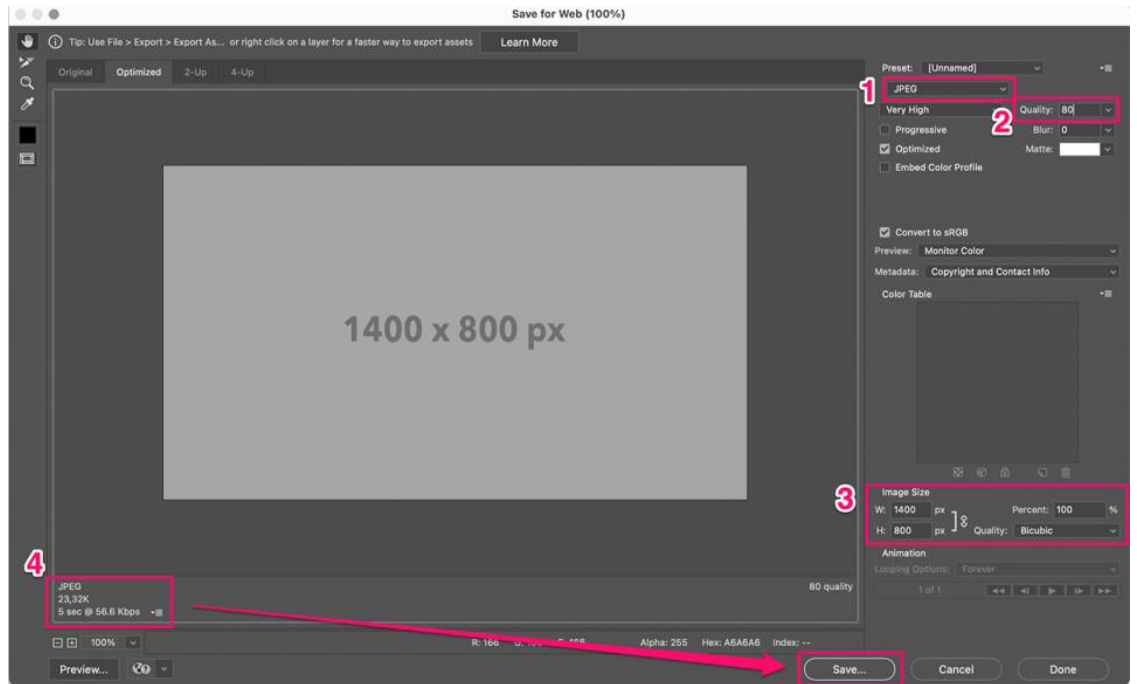 Save for Web (100%)
Tip: Use File > Export > Export As... or right click on a layer for a faster way to export assets Learn More
Original Optimized 2-Up 4-Up
Preset: [Unnamed]
1 JPEG
Very High 2 Quality: 80
Progressive Blur: 0
Optimized Matte:
Embed Color Profile
Convert to sRGB
Preview: Monitor Color
Metadata: Copyright and Contact Info
Color Table
1400 x 800 px
3 Image Size
W: 1400 px Percent: 100 %
H: 800 px Quality: Bicubic
Animation
Looping Options: Forever
1 of 1
4
JPEG
23,32K
5 sec @ 56.6 Kbps
80 quality
100% R: 166 Alpha: 255 Hex: A6A6A6 Index: --
Preview... Save... Cancel Done